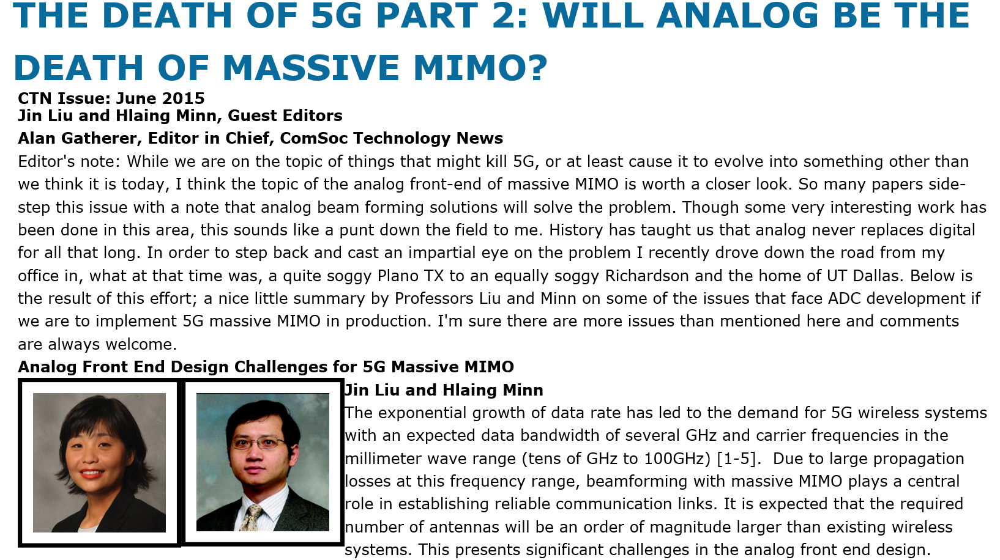 THE DEATH OF 5G PART 2: WILL ANALOG BE THE
DEATH OF MASSIVE MIMO?
CTN Issue: June 2015
Jin Liu and Hlaing Minn, Guest Editors
Alan Gatherer, Editor in Chief, ComSoc Technology News
Editor's note: While we are on the topic of things that might kill 5G, or at least cause it to evolve into something other than
we think it is today, I think the topic of the analog front-end of massive MIMO is worth a closer look. So many papers side-
step this issue with a note that analog beam forming solutions will solve the problem. Though some very interesting work has
been done in this area, this sounds like a punt down the field to me. History has taught us that analog never replaces digital
for all that long. In order to step back and cast an impartial eye on the problem I recently drove down the road from my
office in, what at that time was, a quite soggy Plano TX to an equally soggy Richardson and the home of UT Dallas. Below is
the result of this effort; a nice little summary by Professors Liu and Minn on some of the issues that face ADC development if
we are to implement 5G massive MIMO in production. I'm sure there are more issues than mentioned here and comments
are always welcome.
Analog Front End Design Challenges for 5G Massive MIMO
Jin Liu and Hlaing Minn
The exponential growth of data rate has led to the demand for 5G wireless systems
with an expected data bandwidth of several GHz and carrier frequencies in the
millimeter wave range (tens of GHz to 100GHz) [1-5].  Due to large propagation
losses at this frequency range, beamforming with massive MIMO plays a central
role in establishing reliable communication links. It is expected that the required
number of antennas will be an order of magnitude larger than existing wireless
systems. This presents significant challenges in the analog front end design.